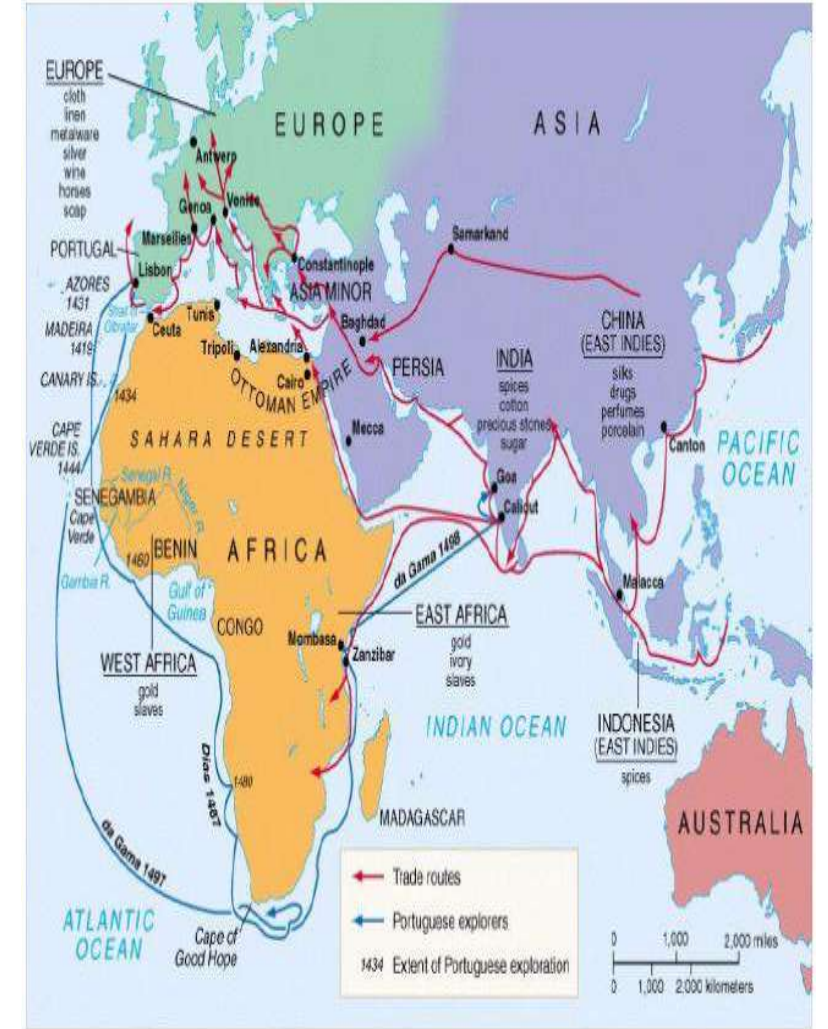 EUROPE
cloth
linen
metalware
silver
wine
horses
soap
EUROPE
ASIA
Antwerp
Genoa
Venice
Marseilles
PORTUGAL
Lisbon
Constantinople
ASIA MINOR
Samarkand
AZORES
1431
Strait of
Gibraltar
Ceuta
Tunis
MADEIRA
1419
Tripoli
Alexandria
Baghdad
CHINA
(EAST INDIES)
silks
drugs
perfumes
porcelain
CANARY IS.
1434
Cairo
OTTOMAN EMPIRE
PERSIA
INDIA
spices
cotton
precious stones
sugar
Mecca
Canton
PACIFIC
OCEAN
CAPE
VERDE IS.
1444
SAHARA DESERT
Senegal R.
Niger R.
SENEGAMBIA
Cape
Verde
Goa
Calicut
1460
BENIN
AFRICA
da Gama 1498
Gambia R.
Gulf of
Guinea
Malacca
CONGO
EAST AFRICA
gold
ivory
slaves
Mombasa
Zanzibar
WEST AFRICA
gold
slaves
INDIAN OCEAN
INDONESIA
(EAST INDIES)
spices
Dias 1487
1480
MADAGASCAR
AUSTRALIA
da Gama 1497
ATLANTIC
OCEAN
Cape of
Good Hope
Trade routes
Portuguese explorers
1434 Extent of Portuguese exploration
0 1,000 2,000 miles
0 1,000 2,000 kilometers